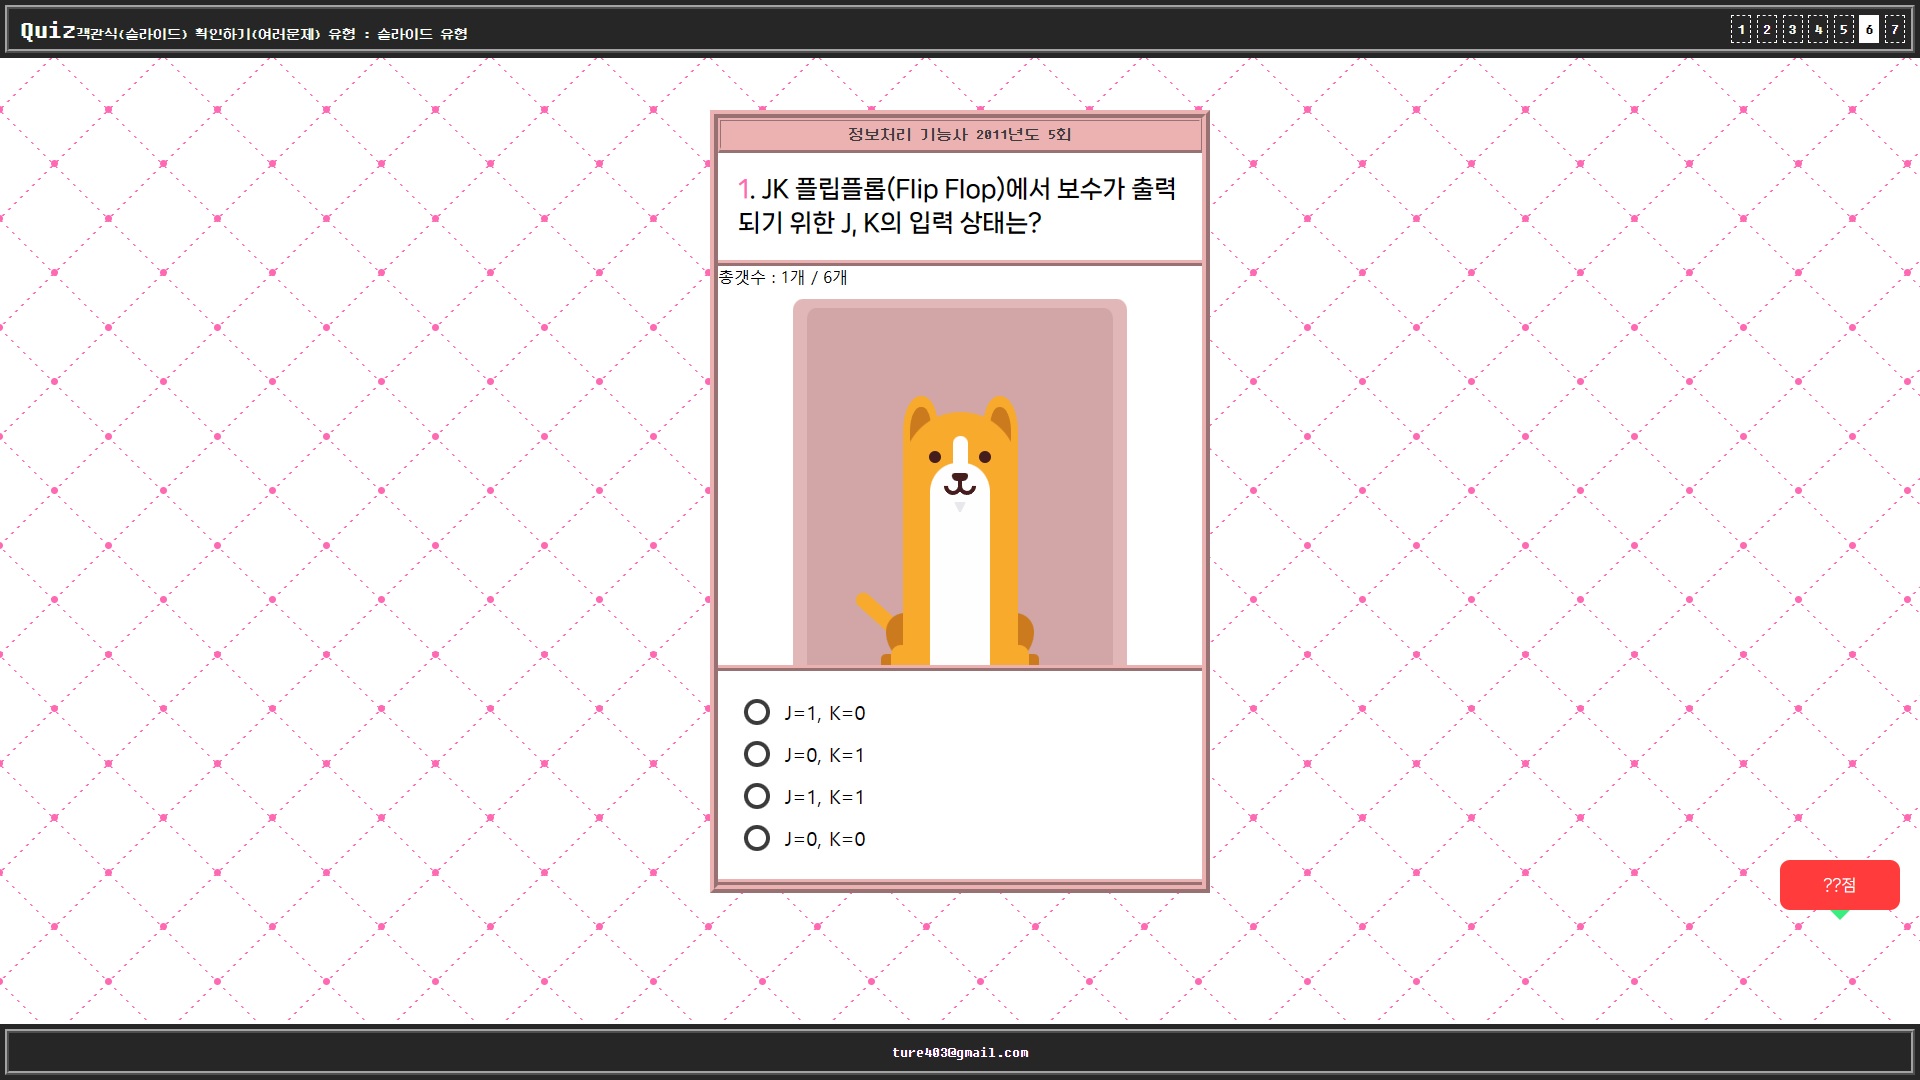 Quiz객관식(슬라이드) 확인하기(여러문제) 유형 : 슬라이드 유형
1 2 3 4 5 6 7
정보처리 기능사 2011년도 5회
1. JK 플립플롭(Flip Flop)에서 보수가 출력
되기 위한 J, K의 입력 상태는?
총갯수 : 1개 / 6개
J=1, K=0
J=0, K=1
J=1, K=1
J=0, K=0
??점
ture403@gmail.com